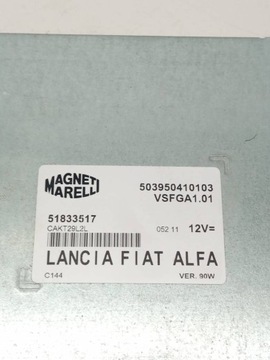 MAGNETI MARELLI
503950410103
VSFGA1.01
51833517
CAKT29L2L
052 11 12V=
LANCIA FIAT ALFA
C144 VER. 90W